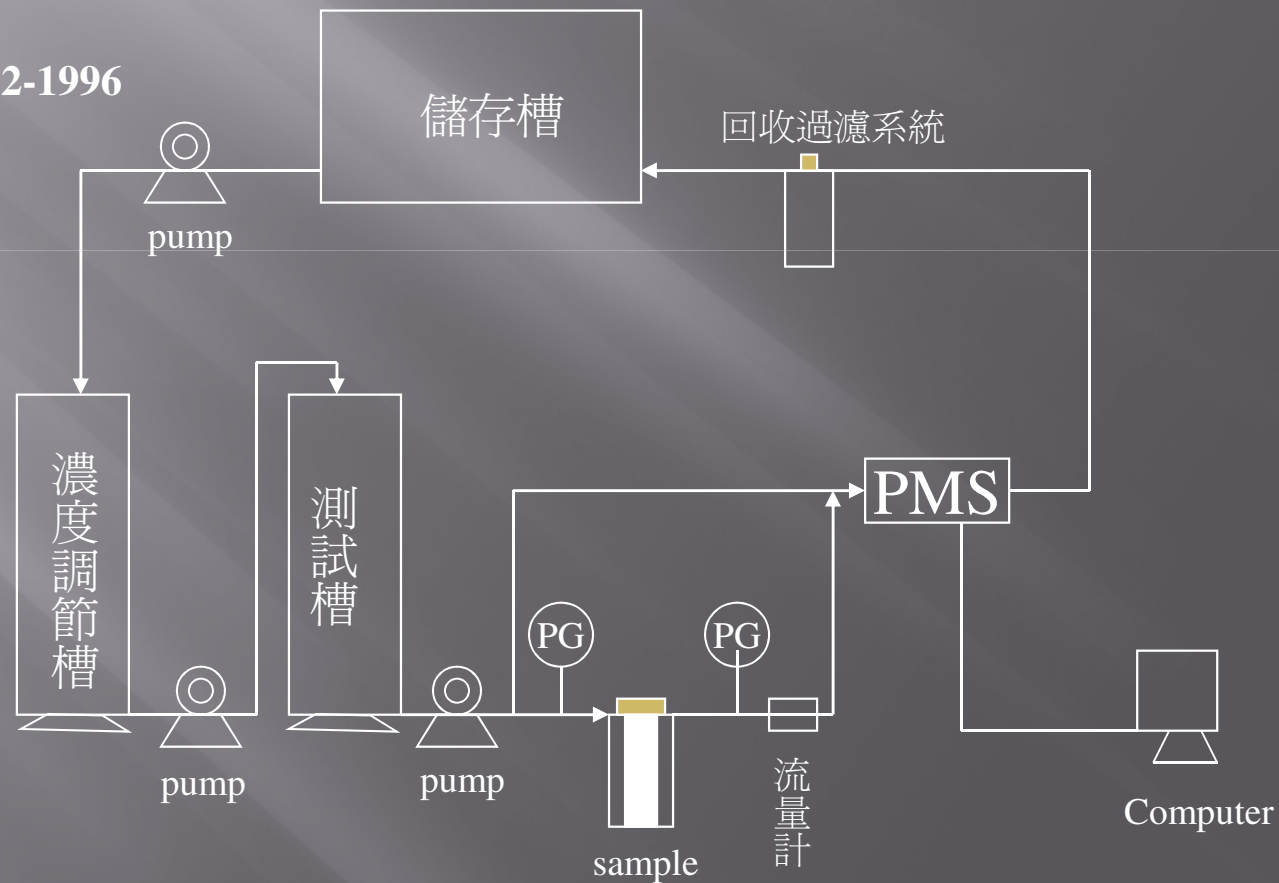 2-1996
儲存槽
回收過濾系統
pump
濃度調節槽
測試槽
PMS
PG
PG
pump
pump
sample
流量計
Computer